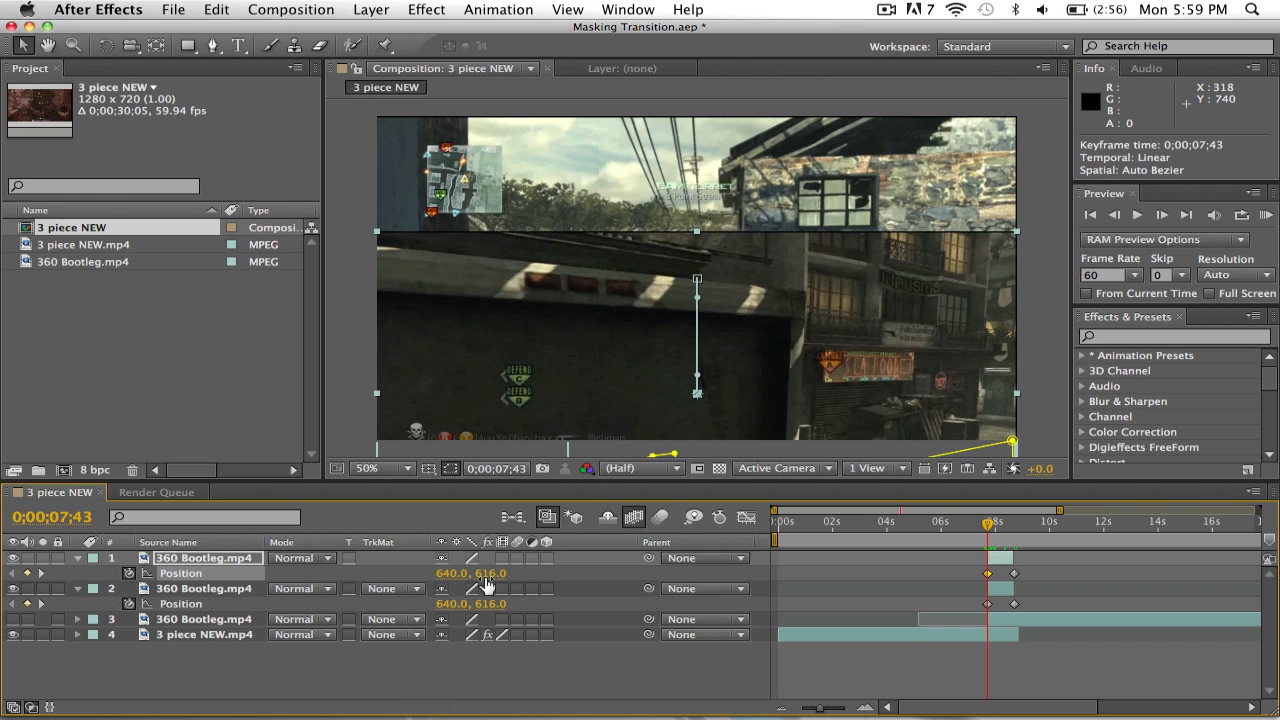 After Effects File Edit Composition Layer Effect Animation View Window Help 7 (2:56) Mon 5:59 PM
Masking Transition.aep *
T Workspace: Standard Search Help
Project Composition: 3 piece NEW Layer: (none) Info Audio
3 piece NEW
1280 x 720 (1.00)
Δ 0;00;30;05, 59.94 fps
3 piece NEW
R :
G :
B :
A : 0
X : 318
Y : 740
Keyframe time: 0;00;07;43
Temporal: Linear
Spatial: Auto Bezier
Preview
RAM Preview Options
Frame Rate Skip Resolution
60 0 Auto
From Current Time Full Screen
Effects & Presets
* Animation Presets
3D Channel
Audio
Blur & Sharpen
Channel
Color Correction
Digieffects FreeForm
Distort
Name Type
3 piece NEW Composi...
3 piece NEW.mp4 MPEG
360 Bootleg.mp4 MPEG
8 bpc
DEFEND
C
DEFEND
B
A
SEA FOOD
50% 0;00;07;43 (Half) Active Camera 1 View +0.0
3 piece NEW Render Queue
0;00;07;43
0:00s 02s 04s 06s 08s 10s 12s 14s 16s
# Source Name Mode T TrkMat fx Parent
1 360 Bootleg.mp4 Normal None
Position 640.0, 616.0
2 360 Bootleg.mp4 Normal None None
Position 640.0, 616.0
3 360 Bootleg.mp4 Normal None None
4 3 piece NEW.mp4 Normal None fx None